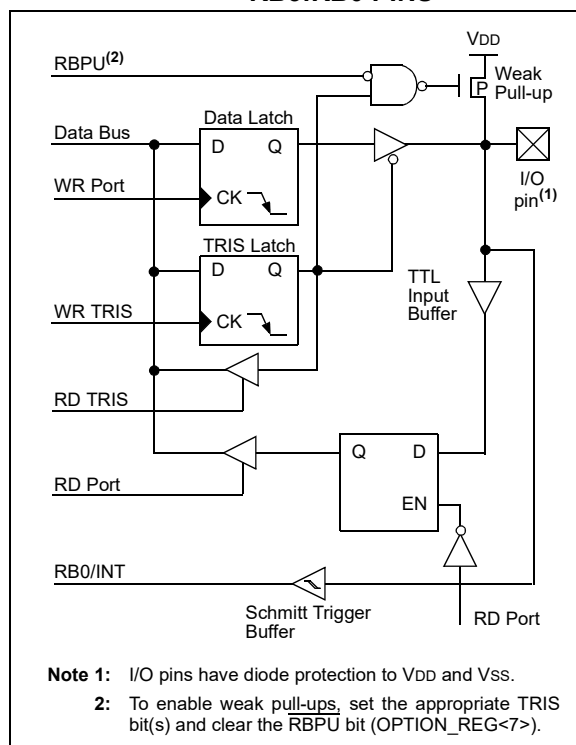 RBPU(2)
VDD
Weak
Pull-up
P
Data Latch
Data Bus
D Q
WR Port
CK
I/O
pin(1)
TRIS Latch
D Q
TTL
Input
Buffer
WR TRIS
CK
RD TRIS
Q D
RD Port
EN
RB0/INT
Schmitt Trigger
Buffer
RD Port
Note 1: I/O pins have diode protection to VDD and VSS.
2: To enable weak pull-ups, set the appropriate TRIS
bit(s) and clear the RBPU bit (OPTION_REG<7>).